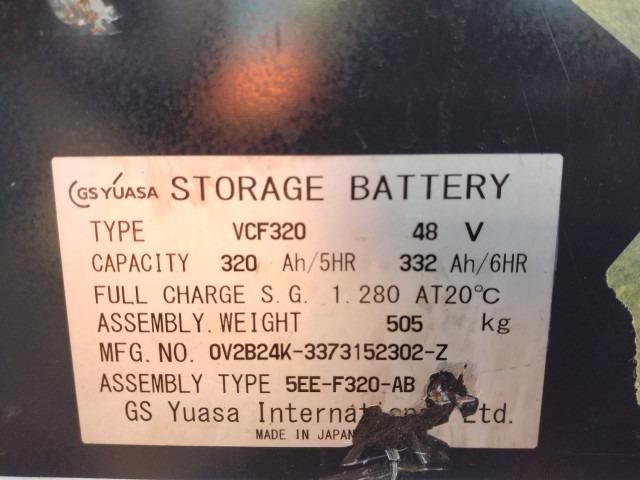 GS YUASA STORAGE BATTERY
TYPE VCF320 48 V
CAPACITY 320 Ah/5HR 332 Ah/6HR
FULL CHARGE S.G. 1.280 AT20℃
ASSEMBLY.WEIGHT 505 kg
MFG.NO. 0V2B24K-3373152302-Z
ASSEMBLY TYPE 5EE-F320-AB
GS Yuasa Ltd.
MADE IN JAPAN